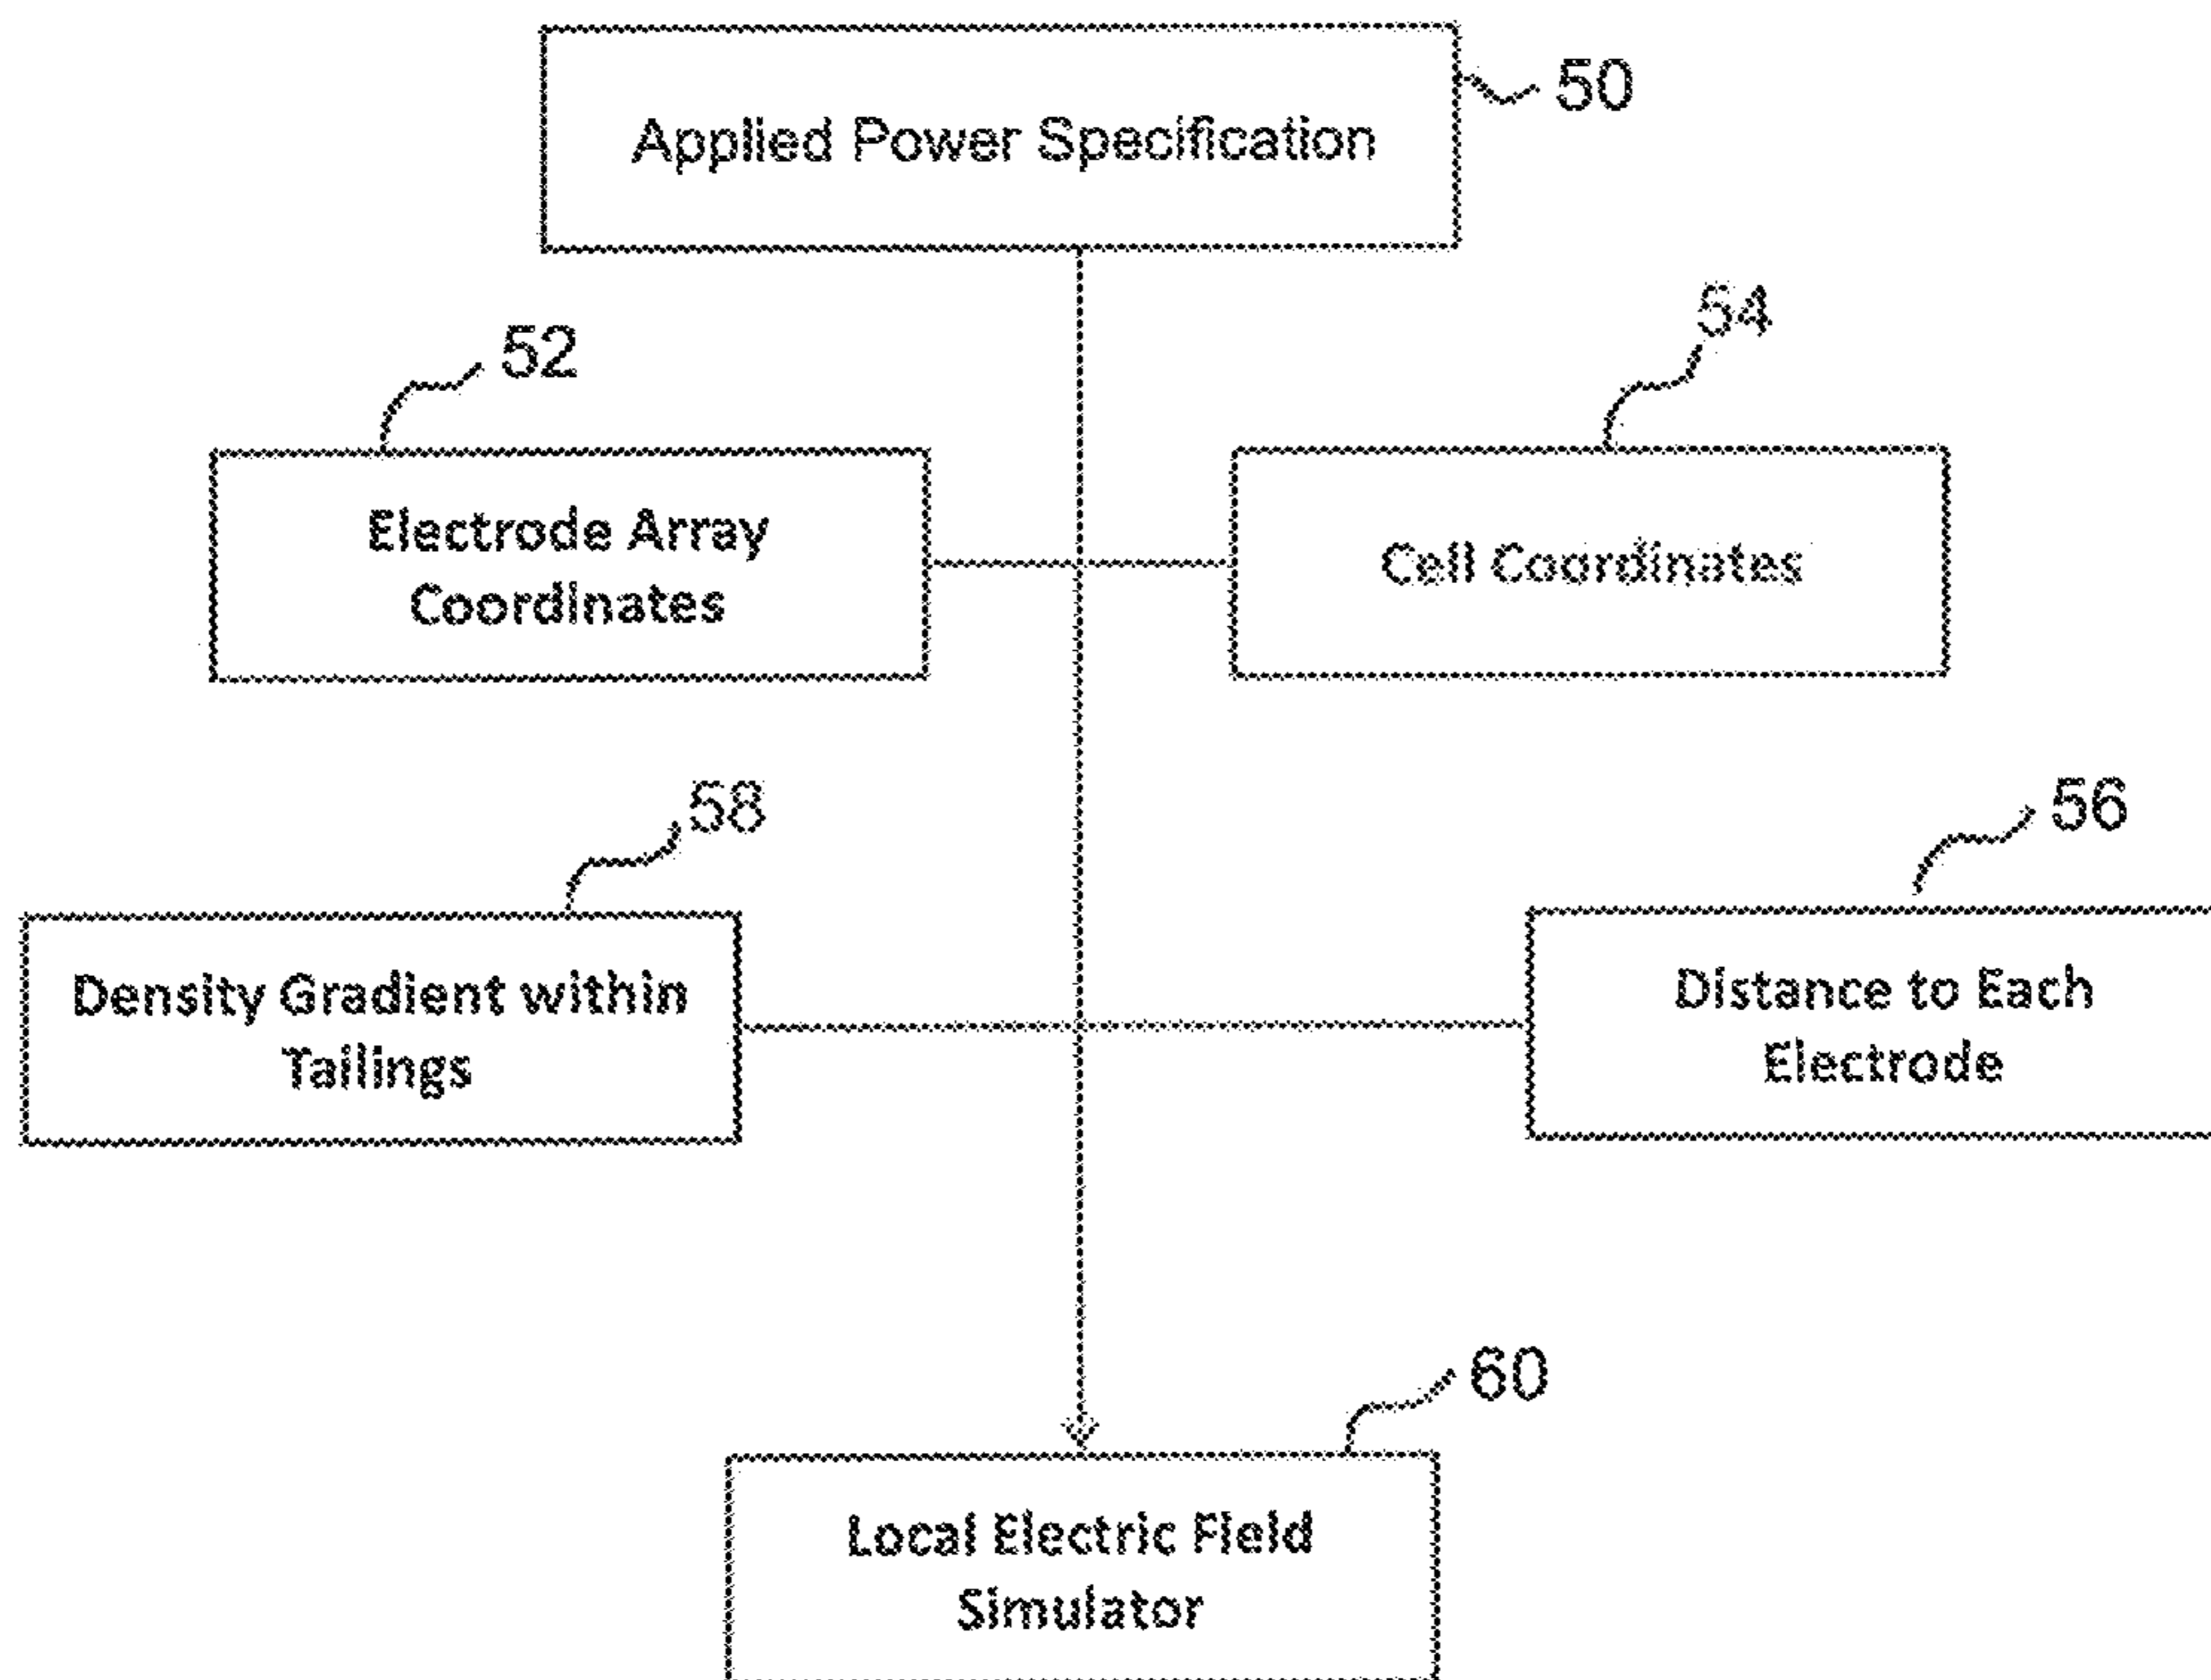 Applied Power Specification
50
52
54
Electrode Array
Coordinates
Cell Coordinates
58
56
Density Gradient within
Tailings
Distance to Each
Electrode
60
Local Electric Field
Simulator